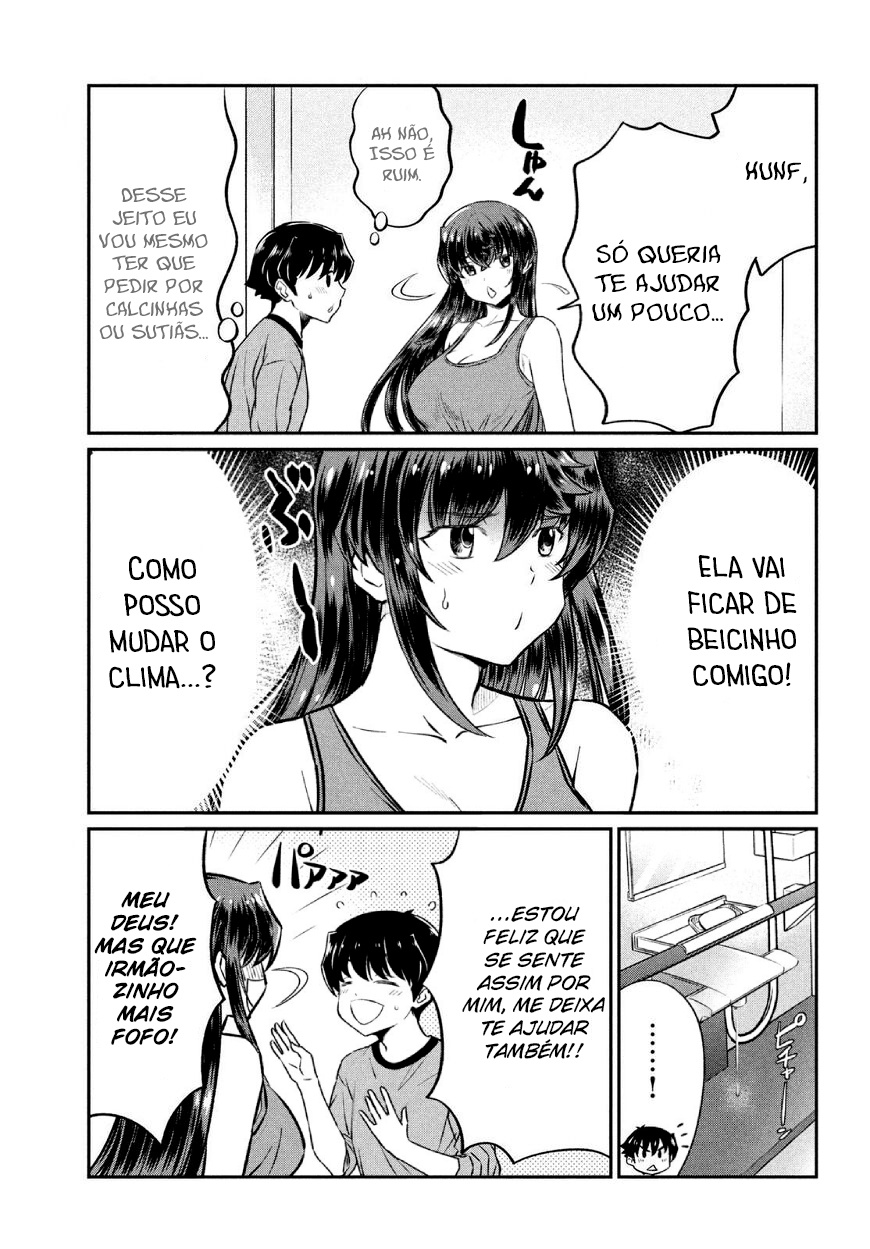 HUNF,
SÓ QUERIA
TE AJUDAR
UM POUCO...
しゅん
AH NÃO,
ISSO É
RUIM.
DESSE
JEITO EU
VOU MESMO
TER QUE
PEDIR POR
CALCINHAS
OU SUTIÃS...
ELA VAI
FICAR DE
BEICINHO
COMIGO!
ぶーっ
COMO
POSSO
MUDAR O
CLIMA...?
ピチャーン
......!
...ESTOU
FELIZ QUE
SE SENTE
ASSIM POR
MIM, ME DEIXA
TE AJUDAR
TAMBÉM!!
パァァァ
MEU
DEUS!
MAS QUE
IRMÃO-
ZINHO
MAIS
FOFO!